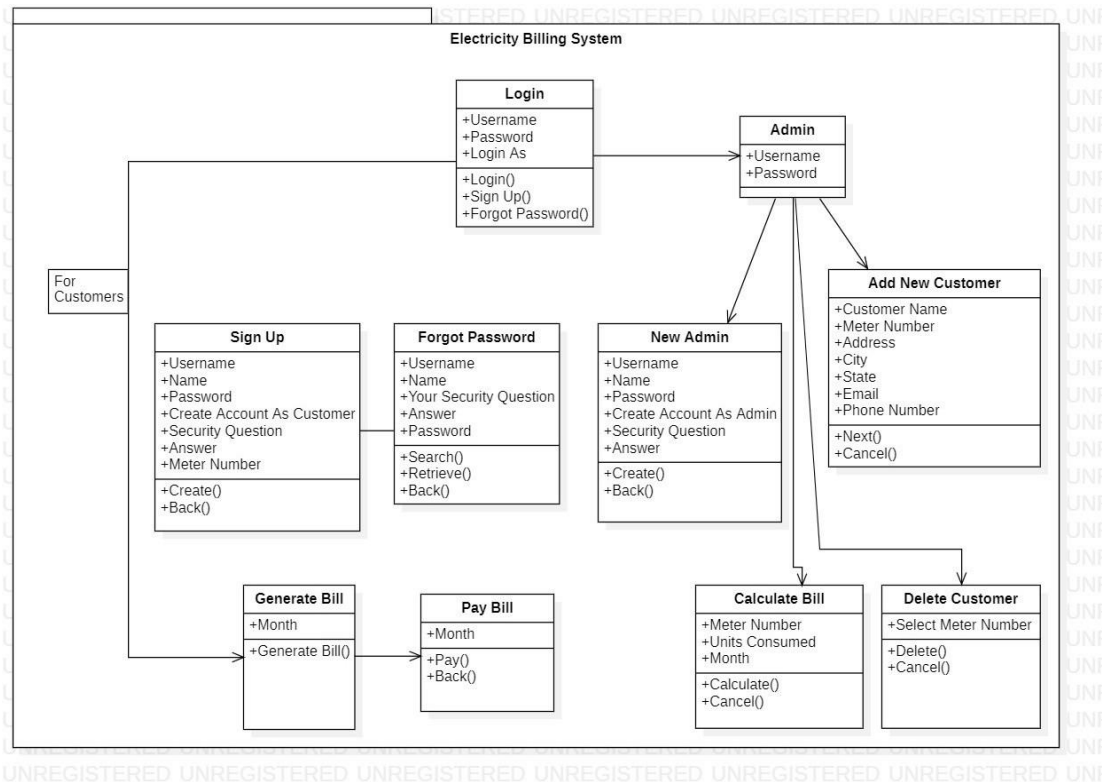 Electricity Billing System
Login
+Username
+Password
+Login As
+Login()
+Sign Up()
+Forgot Password()
Admin
+Username
+Password
For
Customers
Add New Customer
+Customer Name
+Meter Number
+Address
+City
+State
+Email
+Phone Number
+Next()
+Cancel()
Sign Up
+Username
+Name
+Password
+Create Account As Customer
+Security Question
+Answer
+Meter Number
+Create()
+Back()
Forgot Password
+Username
+Name
+Your Security Question
+Answer
+Password
+Search()
+Retrieve()
+Back()
New Admin
+Username
+Name
+Password
+Create Account As Admin
+Security Question
+Answer
+Create()
+Back()
Generate Bill
+Month
+Generate Bill()
Pay Bill
+Month
+Pay()
+Back()
Calculate Bill
+Meter Number
+Units Consumed
+Month
+Calculate()
+Cancel()
Delete Customer
+Select Meter Number
+Delete()
+Cancel()
UNREGISTERED UNREGISTERED UNREGISTERED UNREGISTERED UNREGISTERED UNREGISTERED UNI